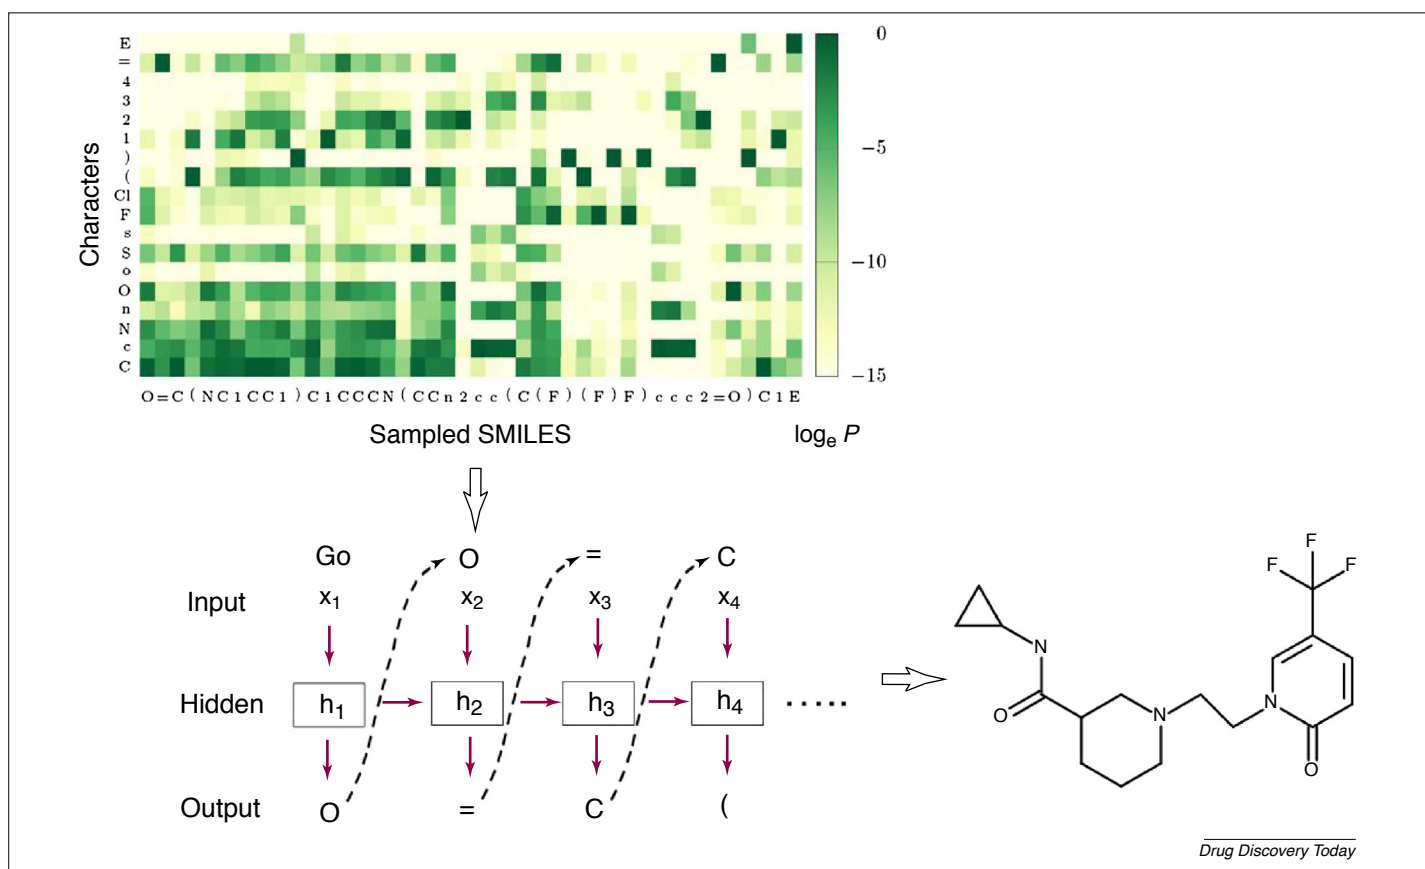 E
=
4
3
2
1
)
(
Cl
F
s
S
o
O
n
N
c
C
Characters
0
−5
−10
−15
O=C(NC1CC1)C1CCCN(CCn2cc(C(F)(F)F)ccc2=O)C1E
Sampled SMILES
logₑ P
Go
O
=
C
Input
x₁
x₂
x₃
x₄
Hidden
h₁
h₂
h₃
h₄
.....
Output
O
=
C
(
F
F
F
N
O
N
N
O
Drug Discovery Today